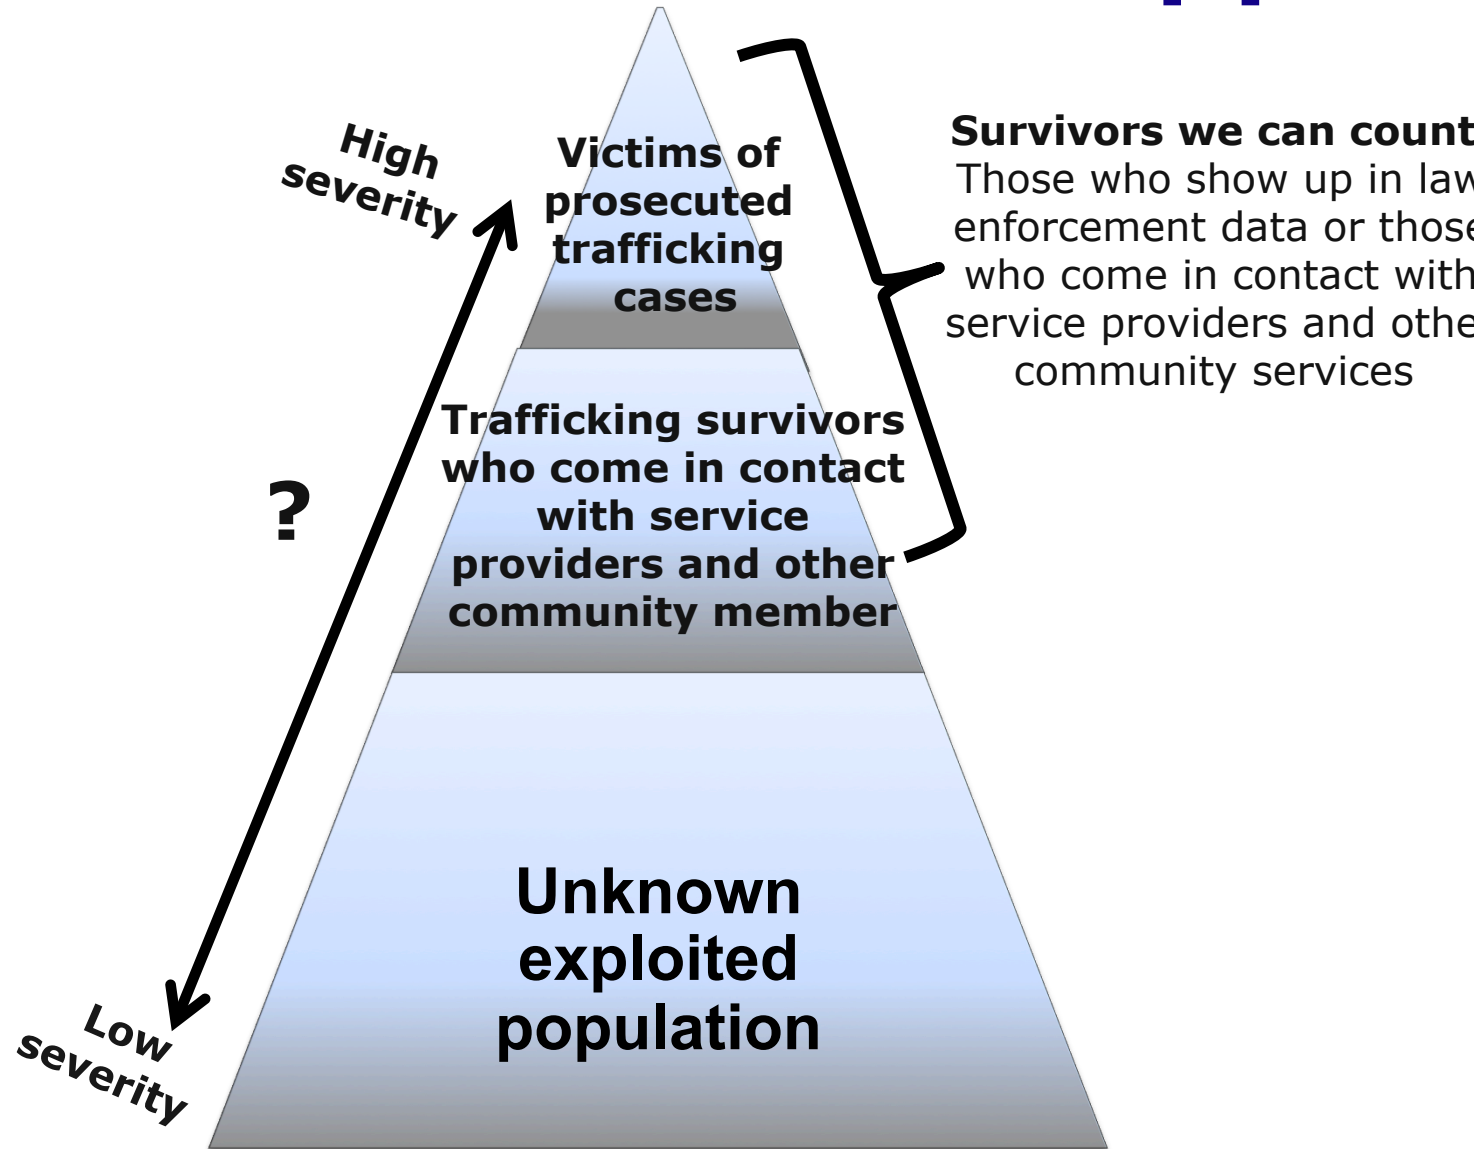 High
severity
Victims of
prosecuted
trafficking
cases
Survivors we can count
Those who show up in law
enforcement data or those
who come in contact with
service providers and othe
community services
Trafficking survivors
who come in contact
with service
providers and other
community member
?
Unknown
exploited
population
Low
severity